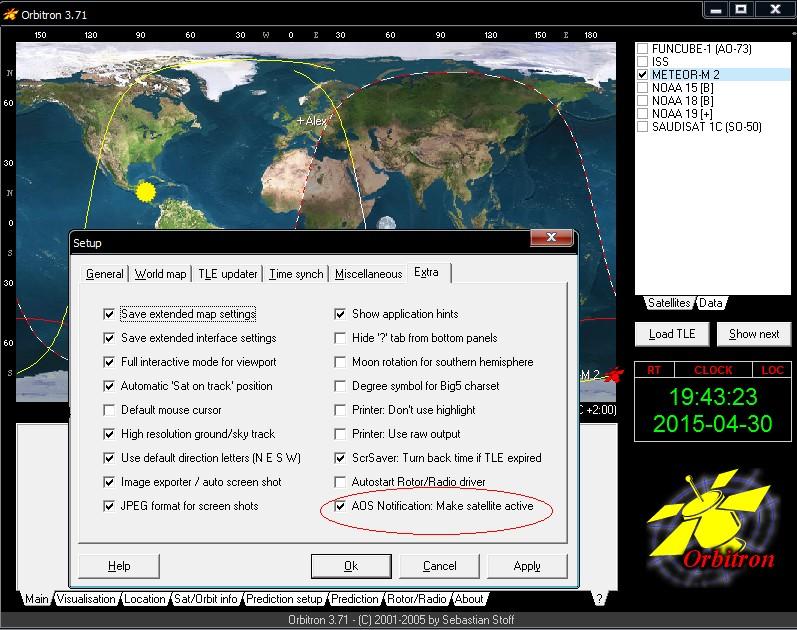 Orbitron 3.71
150 120 90 60 30 W 0 E 30 60 90 120 150 E 180
N
60
30
N
0
S
30
60
S
+Alex
M 2
C +2:00)
FUNCUBE-1 (AO-73)
ISS
METEOR-M 2
NOAA 15 [B]
NOAA 18 [B]
NOAA 19 [+]
SAUDISAT 1C (SO-50)
Satellites Data
Load TLE Show next
RT CLOCK LOC
19:43:23
2015-04-30
Orbitron
Setup
General World map TLE updater Time synch Miscellaneous Extra
Save extended map settings
Save extended interface settings
Full interactive mode for viewport
Automatic 'Sat on track' position
Default mouse cursor
High resolution ground/sky track
Use default direction letters (N E S W)
Image exporter / auto screen shot
JPEG format for screen shots
Show application hints
Hide '?' tab from bottom panels
Moon rotation for southern hemisphere
Degree symbol for Big5 charset
Printer: Don't use highlight
Printer: Use raw output
ScrSaver: Turn back time if TLE expired
Autostart Rotor/Radio driver
AOS Notification: Make satellite active
Help Ok Cancel Apply
Main Visualisation Location Sat/Orbit info Prediction setup Prediction Rotor/Radio About ?
Orbitron 3.71 - (C) 2001-2005 by Sebastian Stoff